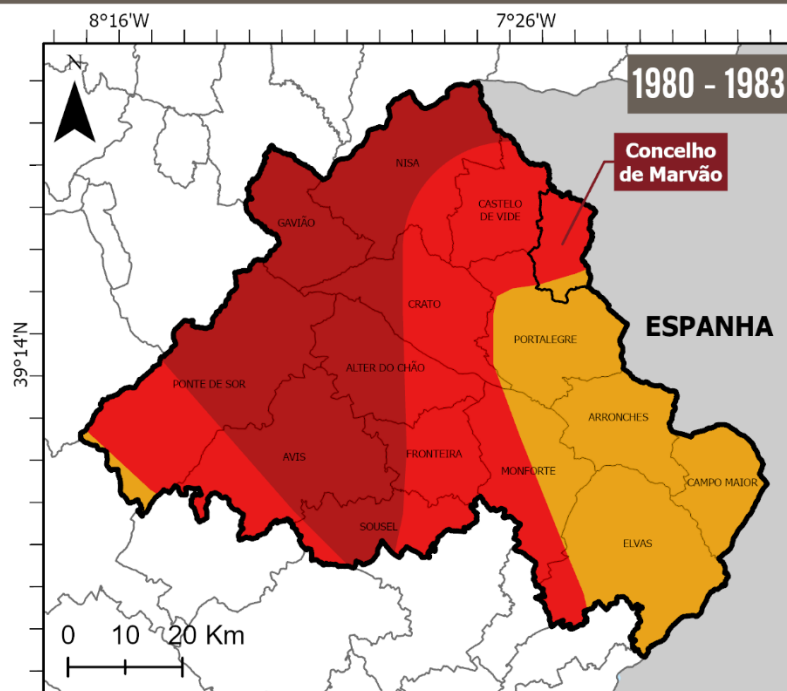 8°16'W
7°26'W
N
1980 - 1983
Concelho
de Marvão
NISA
CASTELO
DE VIDE
GAVIÃO
CRATO
ESPANHA
39°14'N
PORTALEGRE
ALTER DO CHÃO
PONTE DE SOR
ARRONCHES
FRONTEIRA
AVIS
MONFORTE
CAMPO MAIOR
SOUSEL
ELVAS
0 10 20 Km